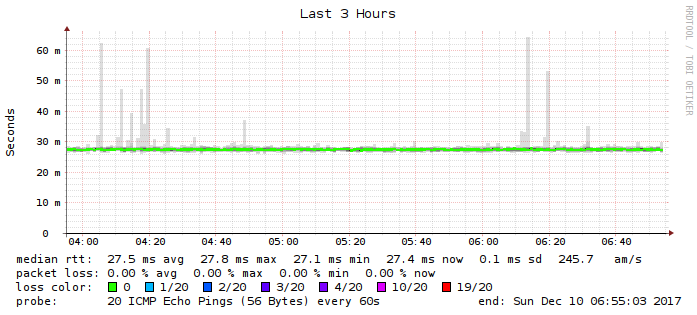 Last 3 Hours
RRDTOOL / TOBI OETIKER
Seconds
60 m
50 m
40 m
30 m
20 m
10 m
0
04:00 04:20 04:40 05:00 05:20 05:40 06:00 06:20 06:40
median rtt: 27.5 ms avg 27.8 ms max 27.1 ms min 27.4 ms now 0.1 ms sd 245.7 am/s
packet loss: 0.00 % avg 0.00 % max 0.00 % min 0.00 % now
loss color: 0 1/20 2/20 3/20 4/20 10/20 19/20
probe: 20 ICMP Echo Pings (56 Bytes) every 60s end: Sun Dec 10 06:55:03 2017